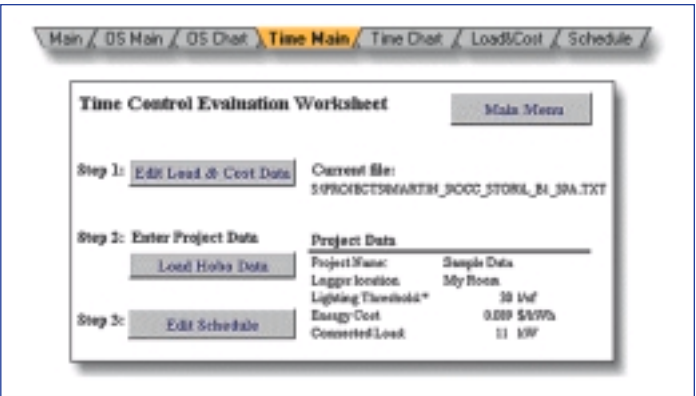 Main / OS Main / OS Chart \ Time Main / Time Chart / Load&Cost / Schedule /
Time Control Evaluation Worksheet
Main Menu
Step 1: Edit Load & Cost Data
Current file:
Step 2: Enter Project Data
Load Hobo Data
Project Data
Project Name: Sample Data
Logger location: My Room
Lighting Threshold:*
Energy Cost $/kWh
Connected Load: 11 kW
Step 3: Edit Schedule